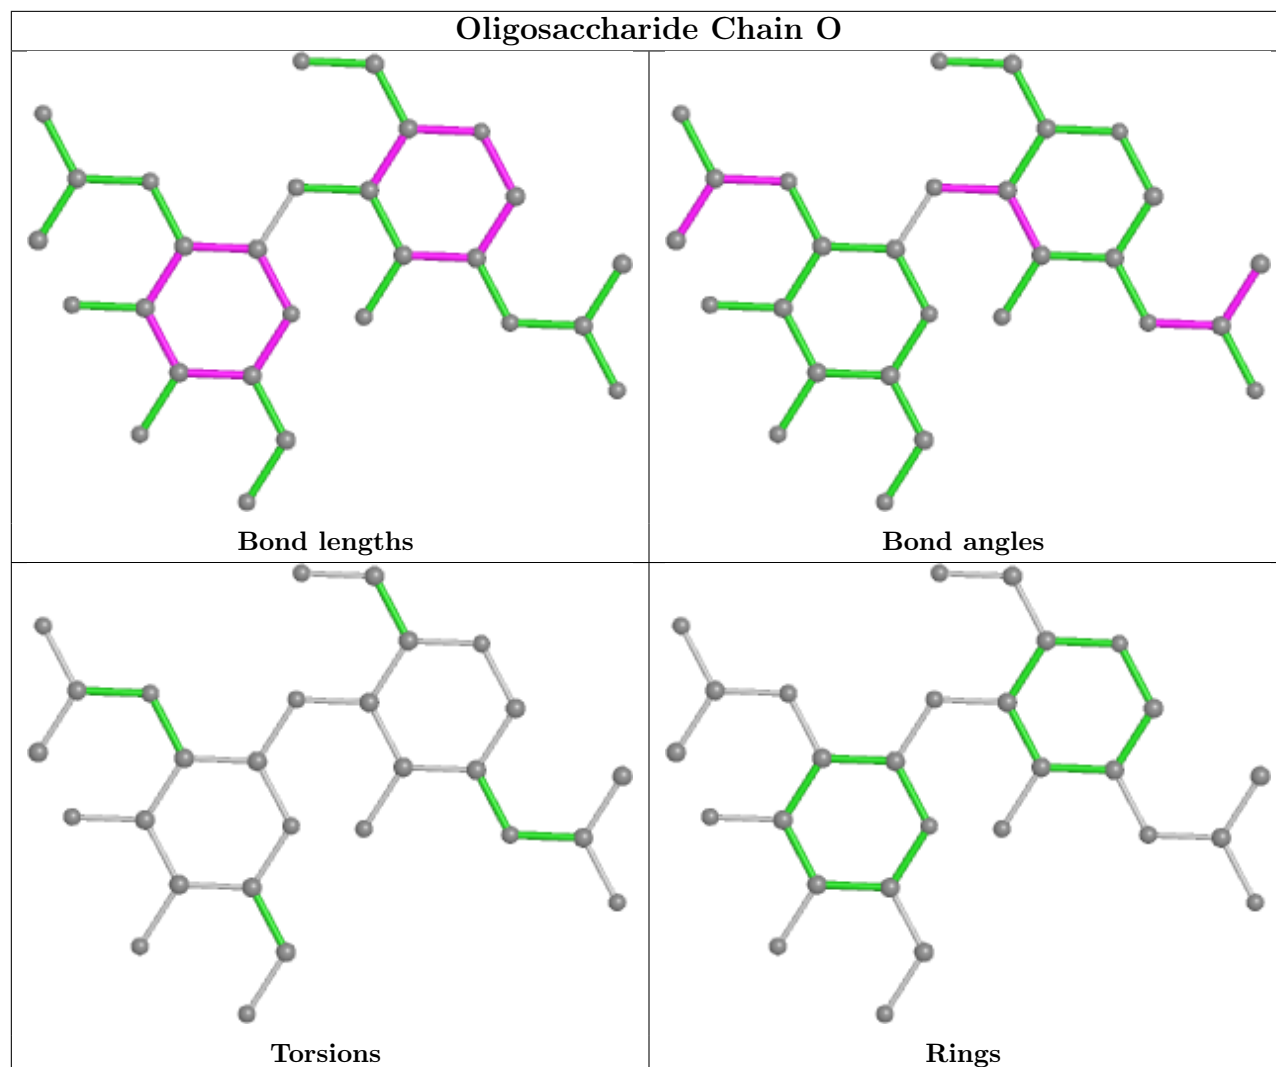 Oligosaccharide Chain O
Bond lengths
Bond angles
Torsions
Rings